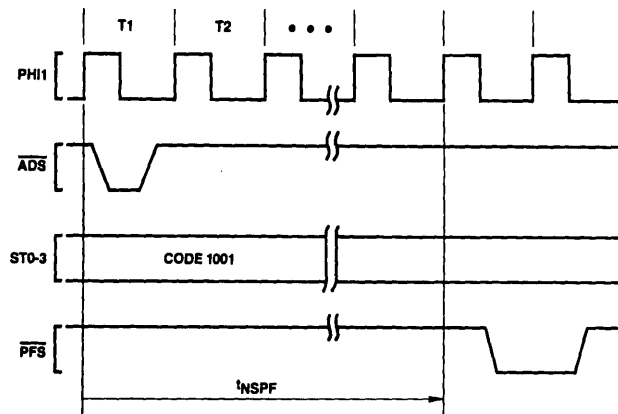 T1 T2 • • •
PHI1
ADS
ST0-3 CODE 1001
PFS
tNSPF